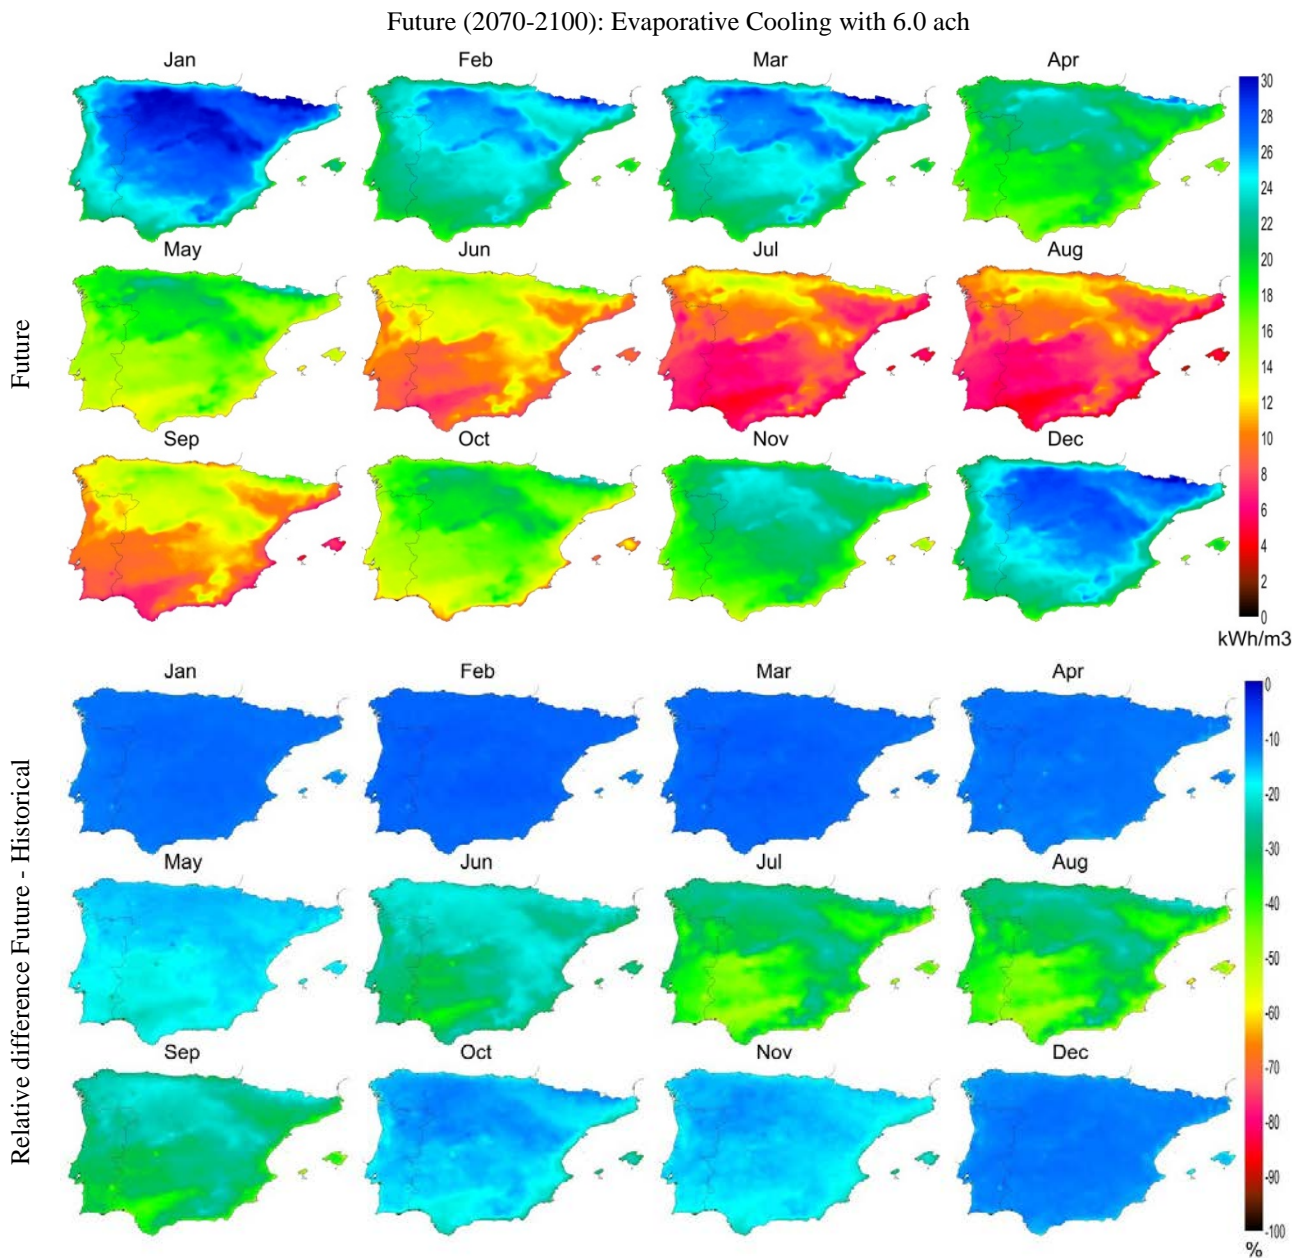 Future (2070-2100): Evaporative Cooling with 6.0 ach
Jan
Feb
Mar
Apr
May
Jun
Jul
Aug
Sep
Oct
Nov
Dec
Future
30
28
26
24
22
20
18
16
14
12
10
8
6
4
2
0
kWh/m3
Jan
Feb
Mar
Apr
May
Jun
Jul
Aug
Sep
Oct
Nov
Dec
Relative difference Future - Historical
0
-10
-20
-30
-40
-50
-60
-70
-80
-90
-100
%